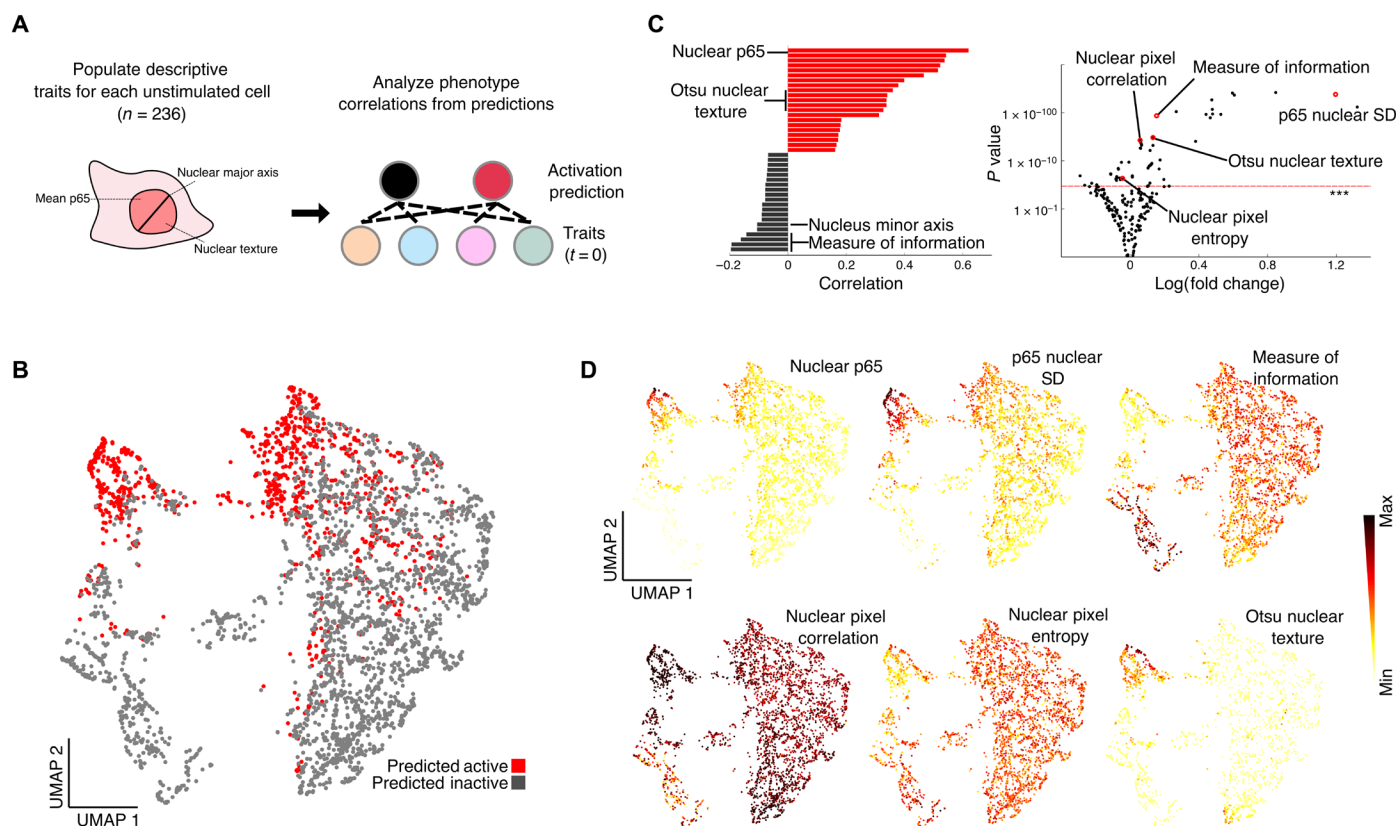 A
Populate descriptive
traits for each unstimulated cell
(n = 236)
Mean p65
Nuclear major axis
Nuclear texture
Analyze phenotype
correlations from predictions
Activation
prediction
Traits
(t = 0)
B
UMAP 2
UMAP 1
Predicted active
Predicted inactive
C
Nuclear p65
Otsu nuclear
texture
Nucleus minor axis
Measure of information
−0.2
0
0.2
0.4
0.6
Correlation
P value
1 × 10⁻¹⁰⁰
1 × 10⁻¹⁰
1 × 10⁻¹
Nuclear pixel
correlation
Measure of information
p65 nuclear SD
Otsu nuclear texture
***
Nuclear pixel
entropy
0
0.4
0.8
1.2
Log(fold change)
D
Nuclear p65
p65 nuclear
SD
Measure of
information
UMAP 2
UMAP 1
Nuclear pixel
correlation
Nuclear pixel
entropy
Otsu nuclear
texture
Max
Min